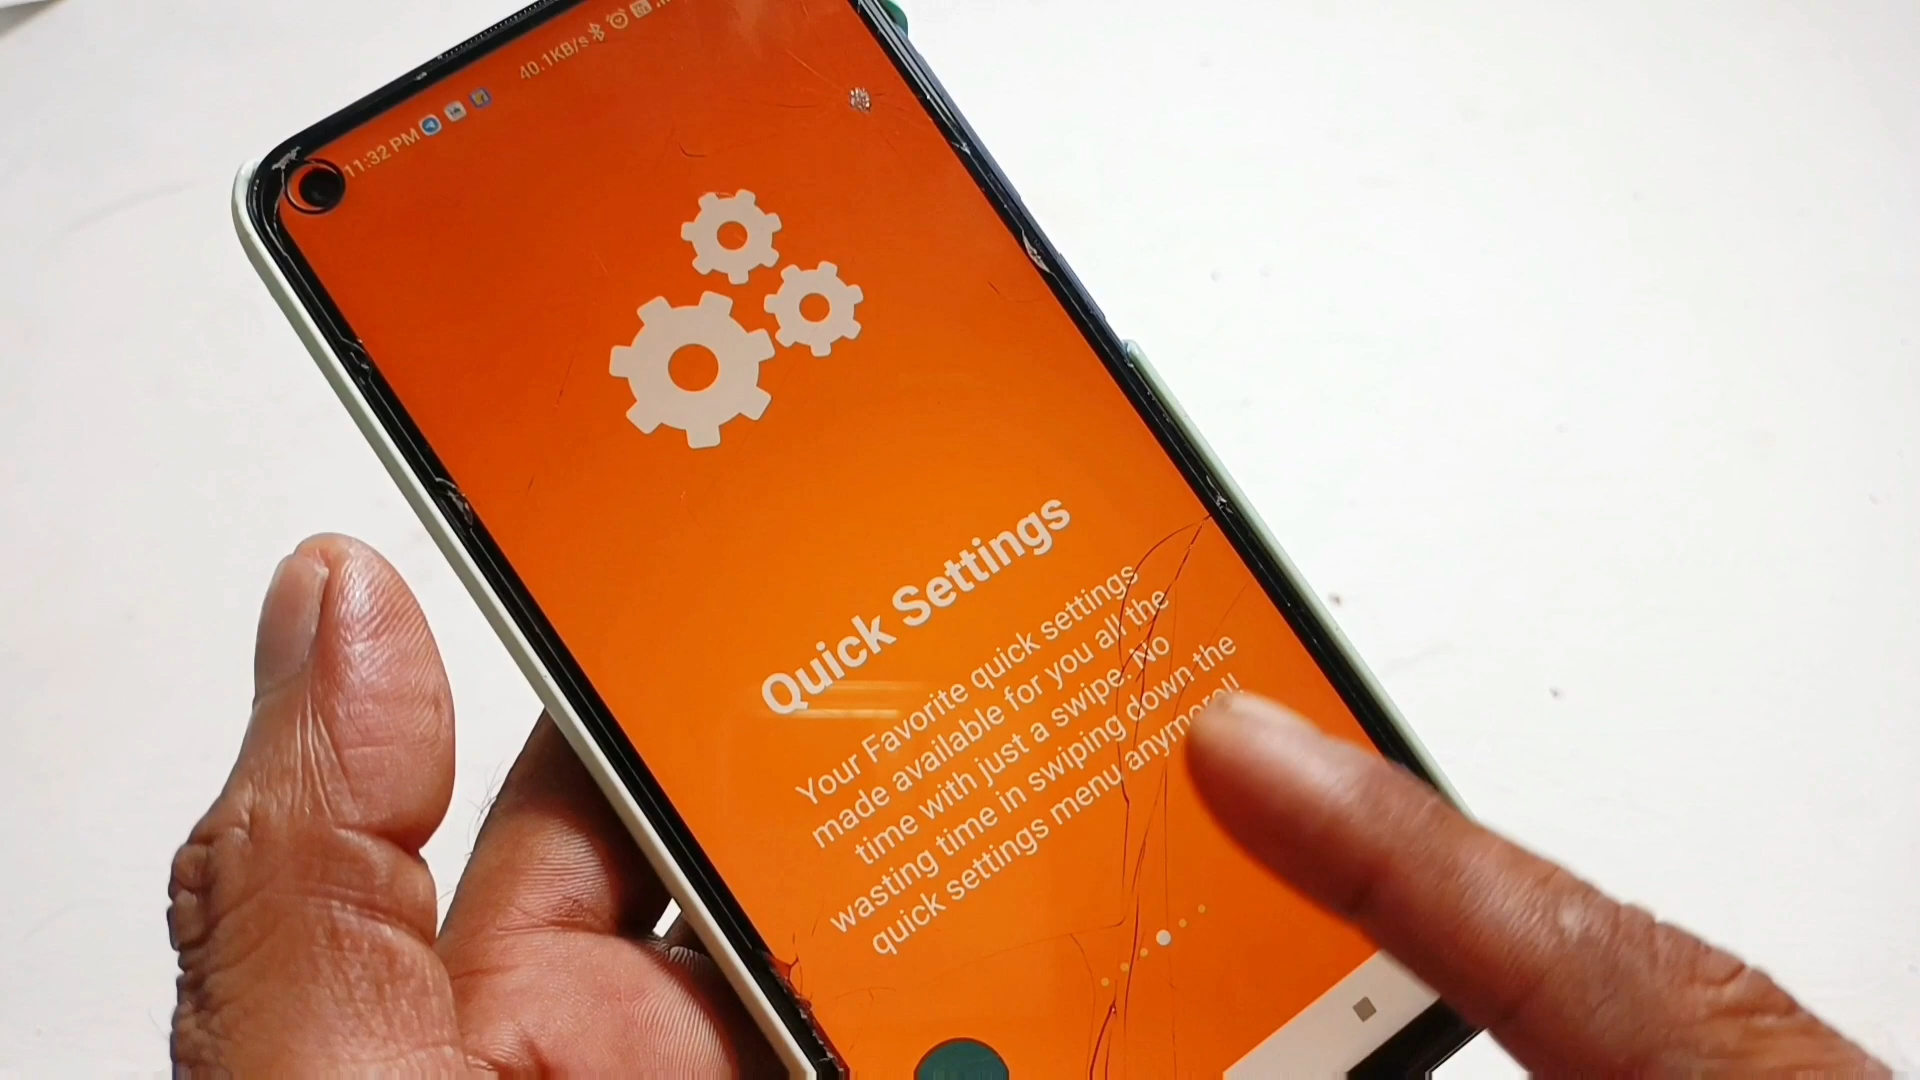 11:32 PM
40.1KB/s
Quick Settings
Your Favorite quick settings
made available for you all the
time with just a swipe. No
wasting time in swiping down the
quick settings menu anymore!!